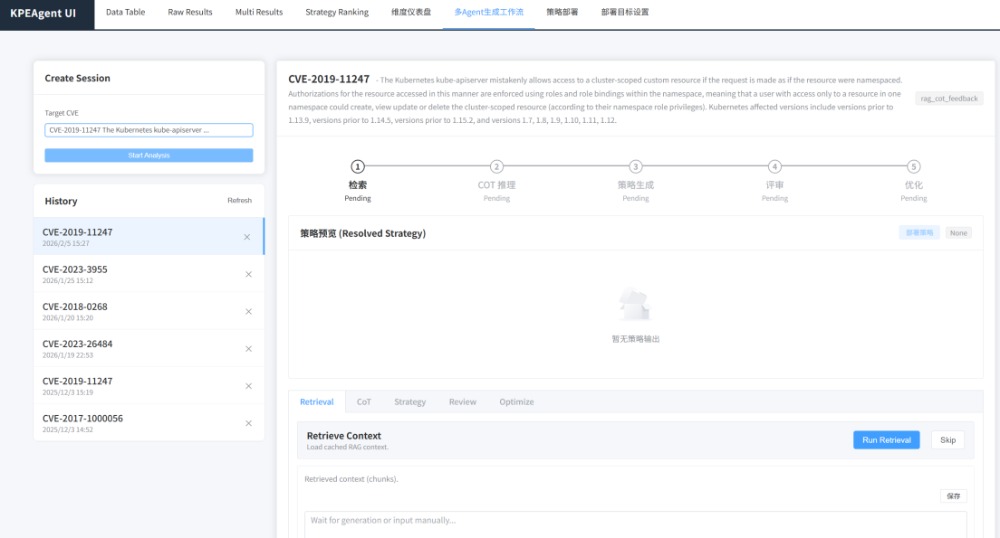 KPEAgent UI
Data Table
Raw Results
Multi Results
Strategy Ranking
维度仪表盘
多Agent生成工作流
策略部署
部署目标设置
Create Session
Target CVE
CVE-2019-11247 The Kubernetes kube-apiserver ...
Start Analysis
History
Refresh
CVE-2019-11247
2026/2/5 15:27
CVE-2023-3955
2026/1/25 15:12
CVE-2018-0268
2026/1/20 15:20
CVE-2023-26484
2026/1/19 22:53
CVE-2019-11247
2025/12/3 15:19
CVE-2017-1000056
2025/12/3 14:52
CVE-2019-11247 - The Kubernetes kube-apiserver mistakenly allows access to a cluster-scoped custom resource if the request is made as if the resource were namespaced.
Authorizations for the resource accessed in this manner are enforced using roles and role bindings within the namespace, meaning that a user with access only to a resource in one
namespace could create, view update or delete the cluster-scoped resource (according to their namespace role privileges). Kubernetes affected versions include versions prior to
1.13.9, versions prior to 1.14.5, versions prior to 1.15.2, and versions 1.7, 1.8, 1.9, 1.10, 1.11, 1.12.
rag_cot_feedback
1
检索
Pending
2
COT 推理
Pending
3
策略生成
Pending
4
评审
Pending
5
优化
Pending
策略预览 (Resolved Strategy)
部署策略
None
暂无策略输出
Retrieval
CoT
Strategy
Review
Optimize
Retrieve Context
Load cached RAG context.
Run Retrieval
Skip
Retrieved context (chunks).
保存
Wait for generation or input manually...